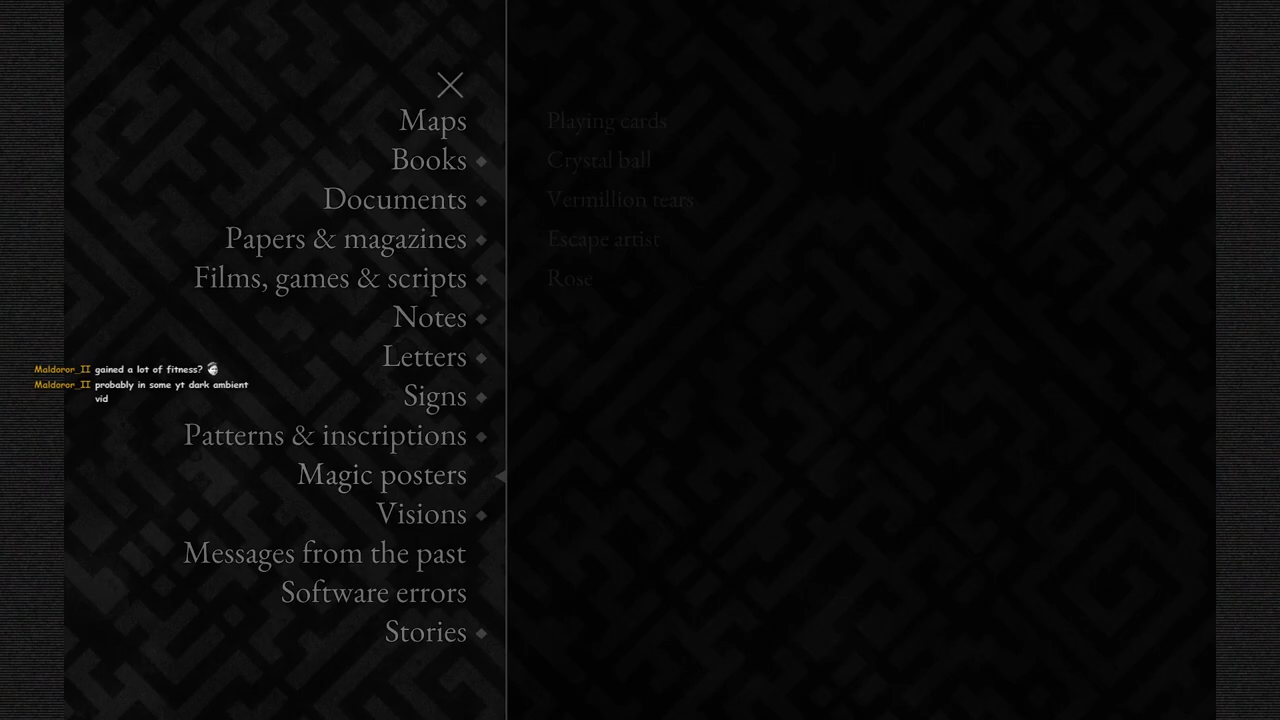 Maps
Books
Documents
Papers & magazines
Films, games & scripts
Notes
Letters
Signs
Patterns & inscriptions
Magic posters
Visions
Messages from the past
Software errors
Stories
Playing cards
Crystal ball
Vermillion tears
Escape artist
Rose
Maldoror_II gained a lot of fitness?
Maldoror_II probably in some yt dark ambient
vid